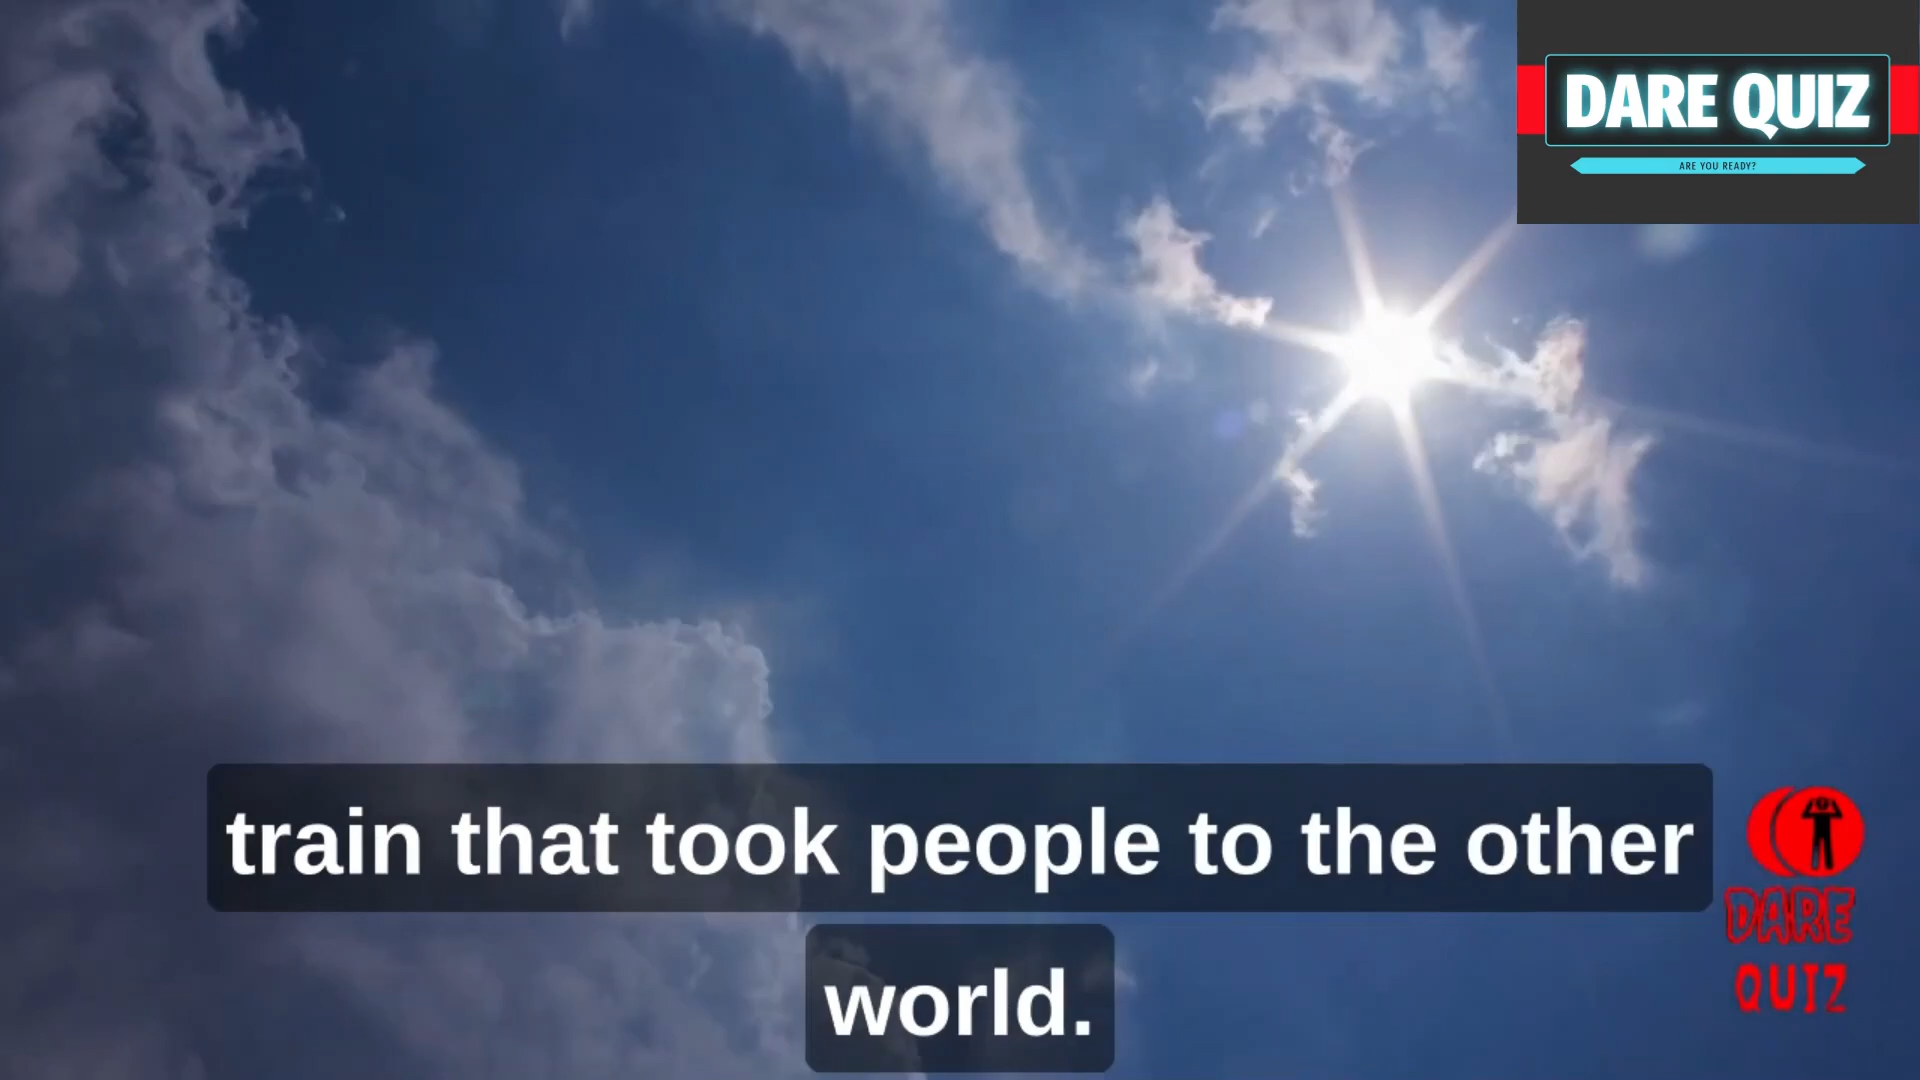 DARE QUIZ
ARE YOU READY?
train that took people to the other
world.
DARE
QUIZ